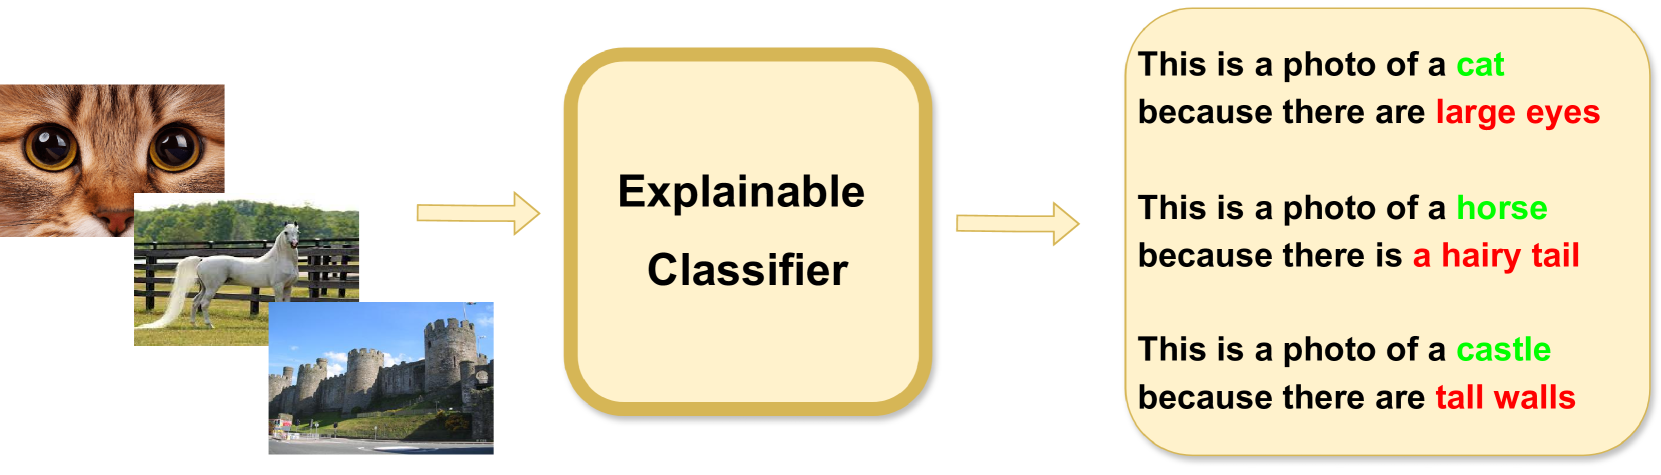 Explainable
Classifier
This is a photo of a cat
because there are large eyes
This is a photo of a horse
because there is a hairy tail
This is a photo of a castle
because there are tall walls